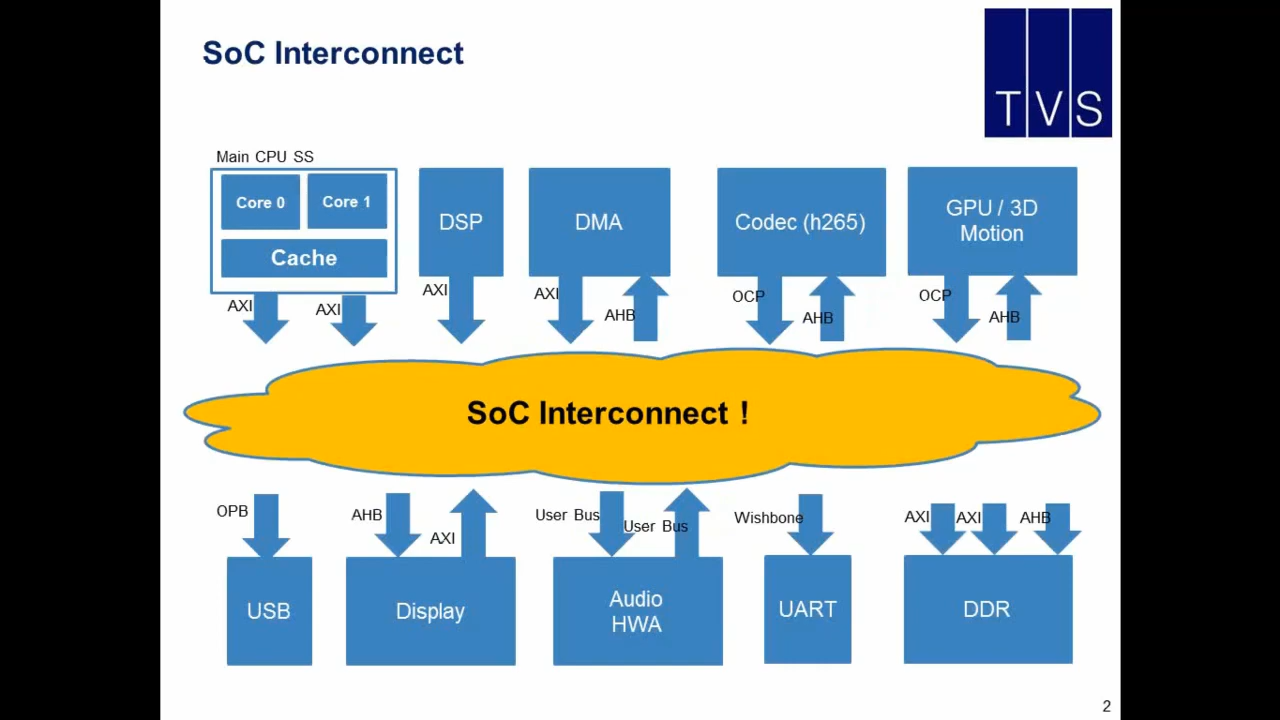 SoC Interconnect
TVS
Main CPU SS
Core 0
Core 1
Cache
DSP
DMA
Codec (h265)
GPU / 3D
Motion
AXI
AXI
AXI
AXI
AHB
OCP
AHB
OCP
AHB
SoC Interconnect !
OPB
AHB
AXI
User Bus
User Bus
Wishbone
AXI
AXI
AHB
USB
Display
Audio
HWA
UART
DDR
2